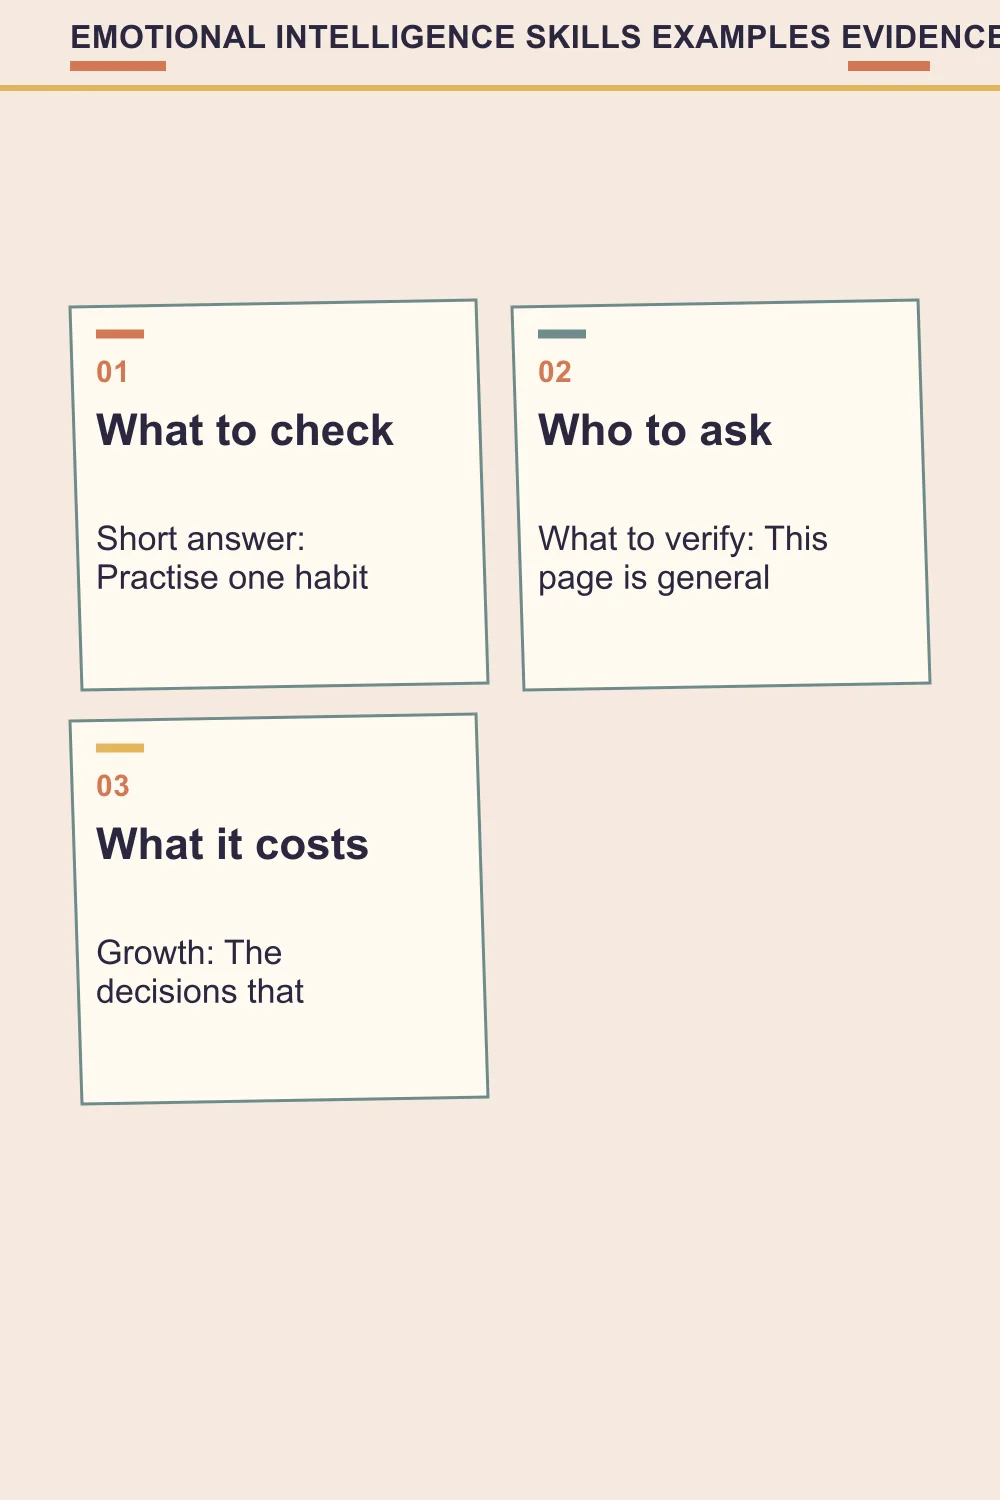 EMOTIONAL INTELLIGENCE SKILLS EXAMPLES EVIDENCE
01
What to check
Short answer:
Practise one habit
02
Who to ask
What to verify: This
page is general
03
What it costs
Growth: The
decisions that